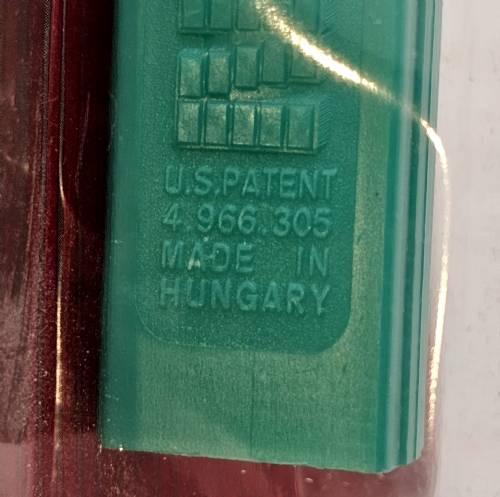 U.S.PATENT
4.966.305
MADE IN
HUNGARY